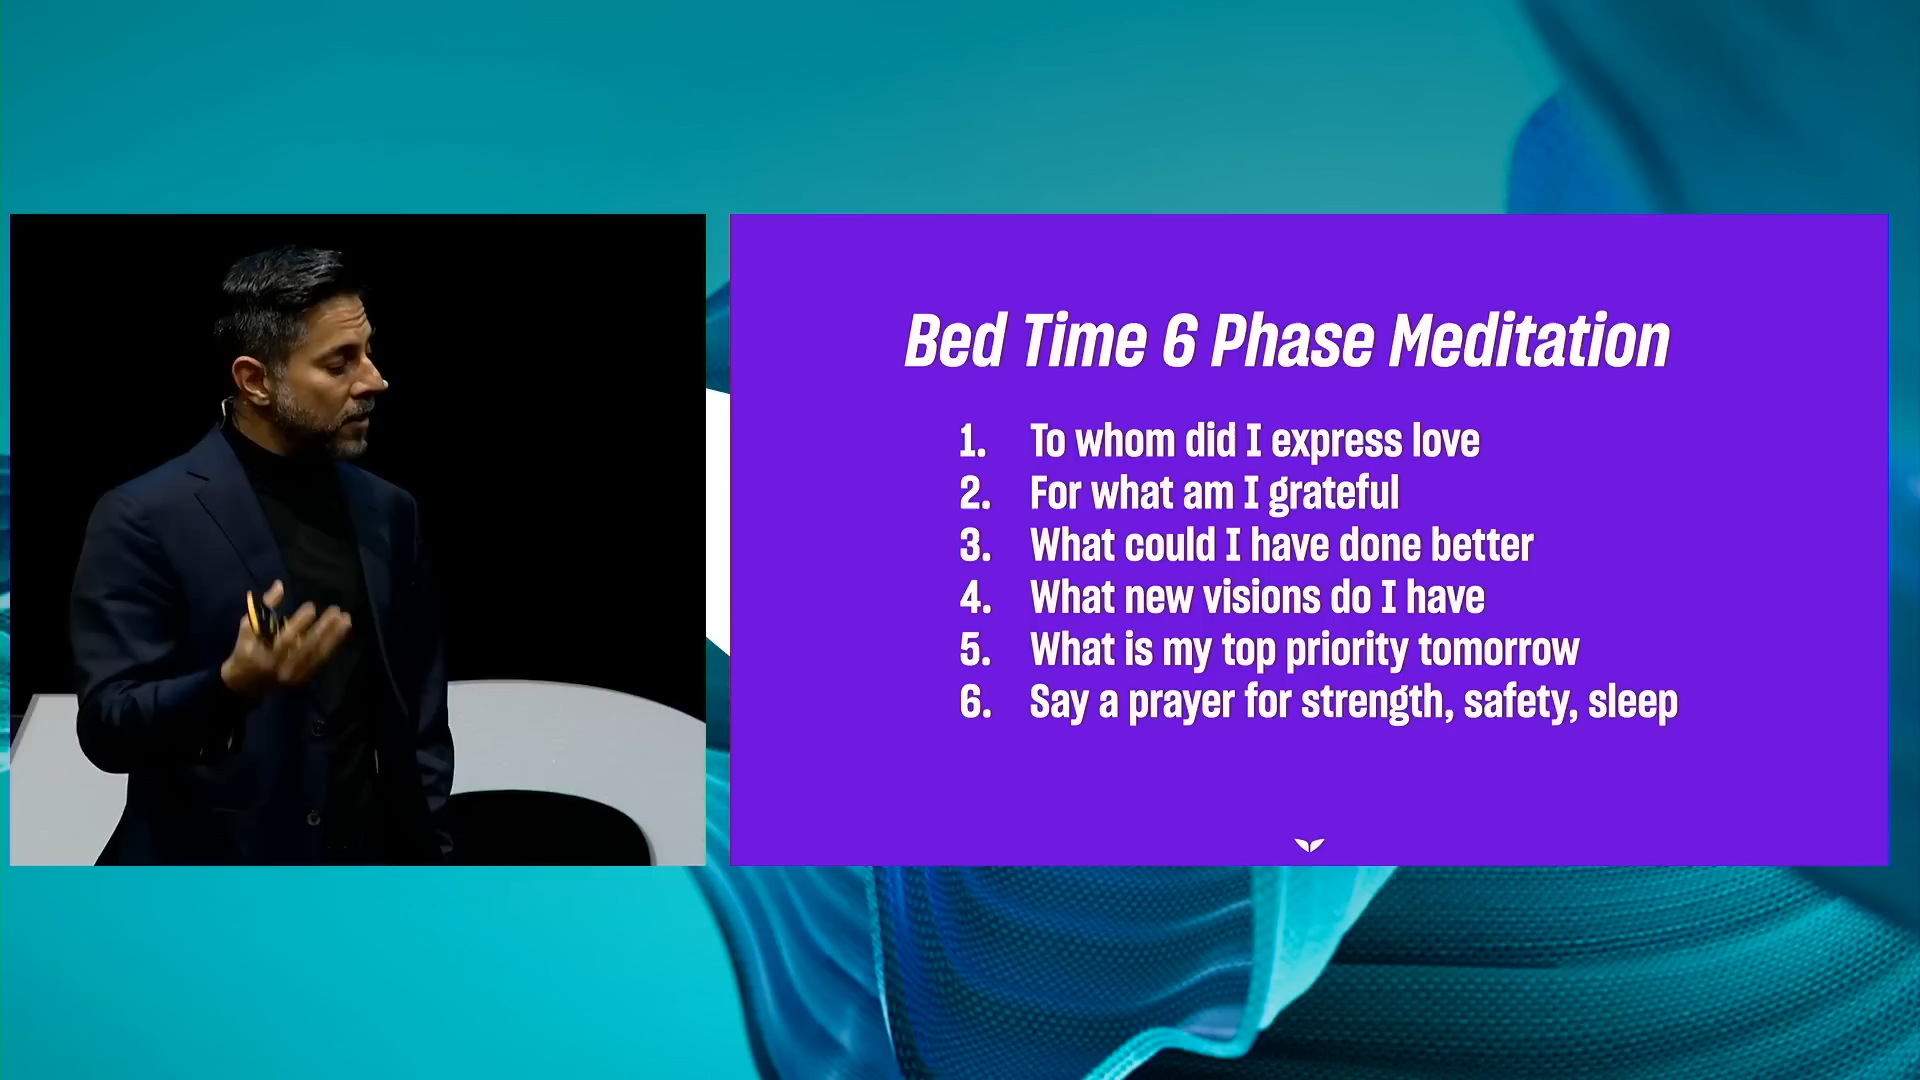 Bed Time 6 Phase Meditation
1. To whom did I express love
2. For what am I grateful
3. What could I have done better
4. What new visions do I have
5. What is my top priority tomorrow
6. Say a prayer for strength, safety, sleep